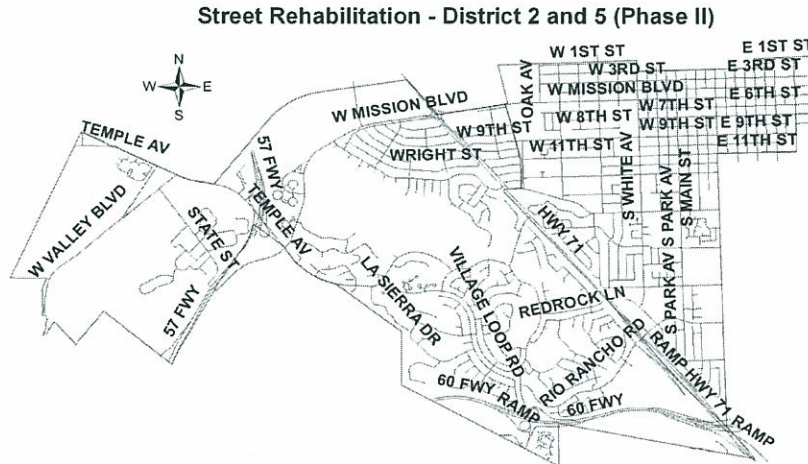 Street Rehabilitation - District 2 and 5 (Phase II)
N
W E
S
W 1ST ST
E 1ST ST
W 3RD ST
E 3RD ST
OAK AV
W MISSION BLVD
E 6TH ST
W 7TH ST
W MISSION BLVD
W 8TH ST
W 9TH ST
W 9TH ST
E 9TH ST
W 11TH ST
E 11TH ST
TEMPLE AV
57 FWY
WRIGHT ST
S WHITE AV
S PARK AV
S MAIN ST
TEMPLE AV
W VALLEY BLVD
STATE ST
HWY 71
57 FWY
LA SIERRA DR
VILLAGE LOOP RD
REDROCK LN
S PARK AV
RIO RANCHO RD
RAMP HWY 71 RAMP
60 FWY RAMP
60 FWY